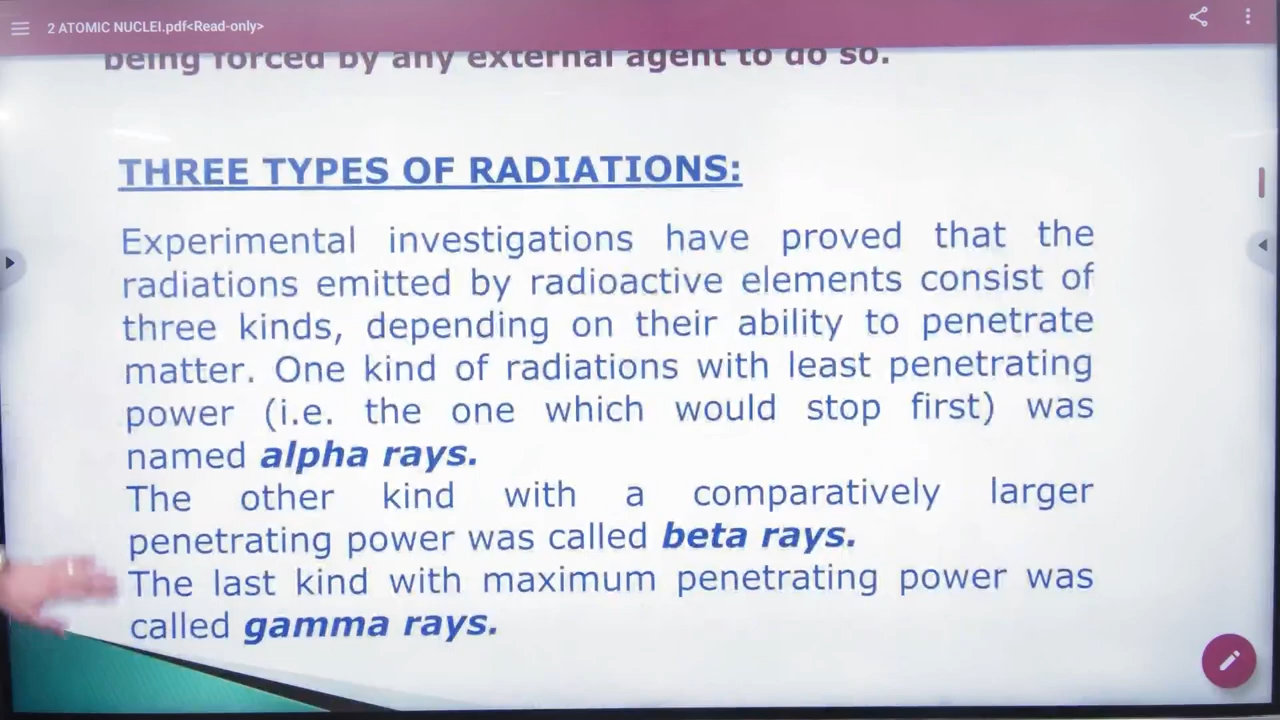 2 ATOMIC NUCLEI.pdf<Read-only>
being forced by any external agent to do so.
THREE TYPES OF RADIATIONS:
Experimental investigations have proved that the
radiations emitted by radioactive elements consist of
three kinds, depending on their ability to penetrate
matter. One kind of radiations with least penetrating
power (i.e. the one which would stop first) was
named alpha rays.
The other kind with a comparatively larger
penetrating power was called beta rays.
The last kind with maximum penetrating power was
called gamma rays.